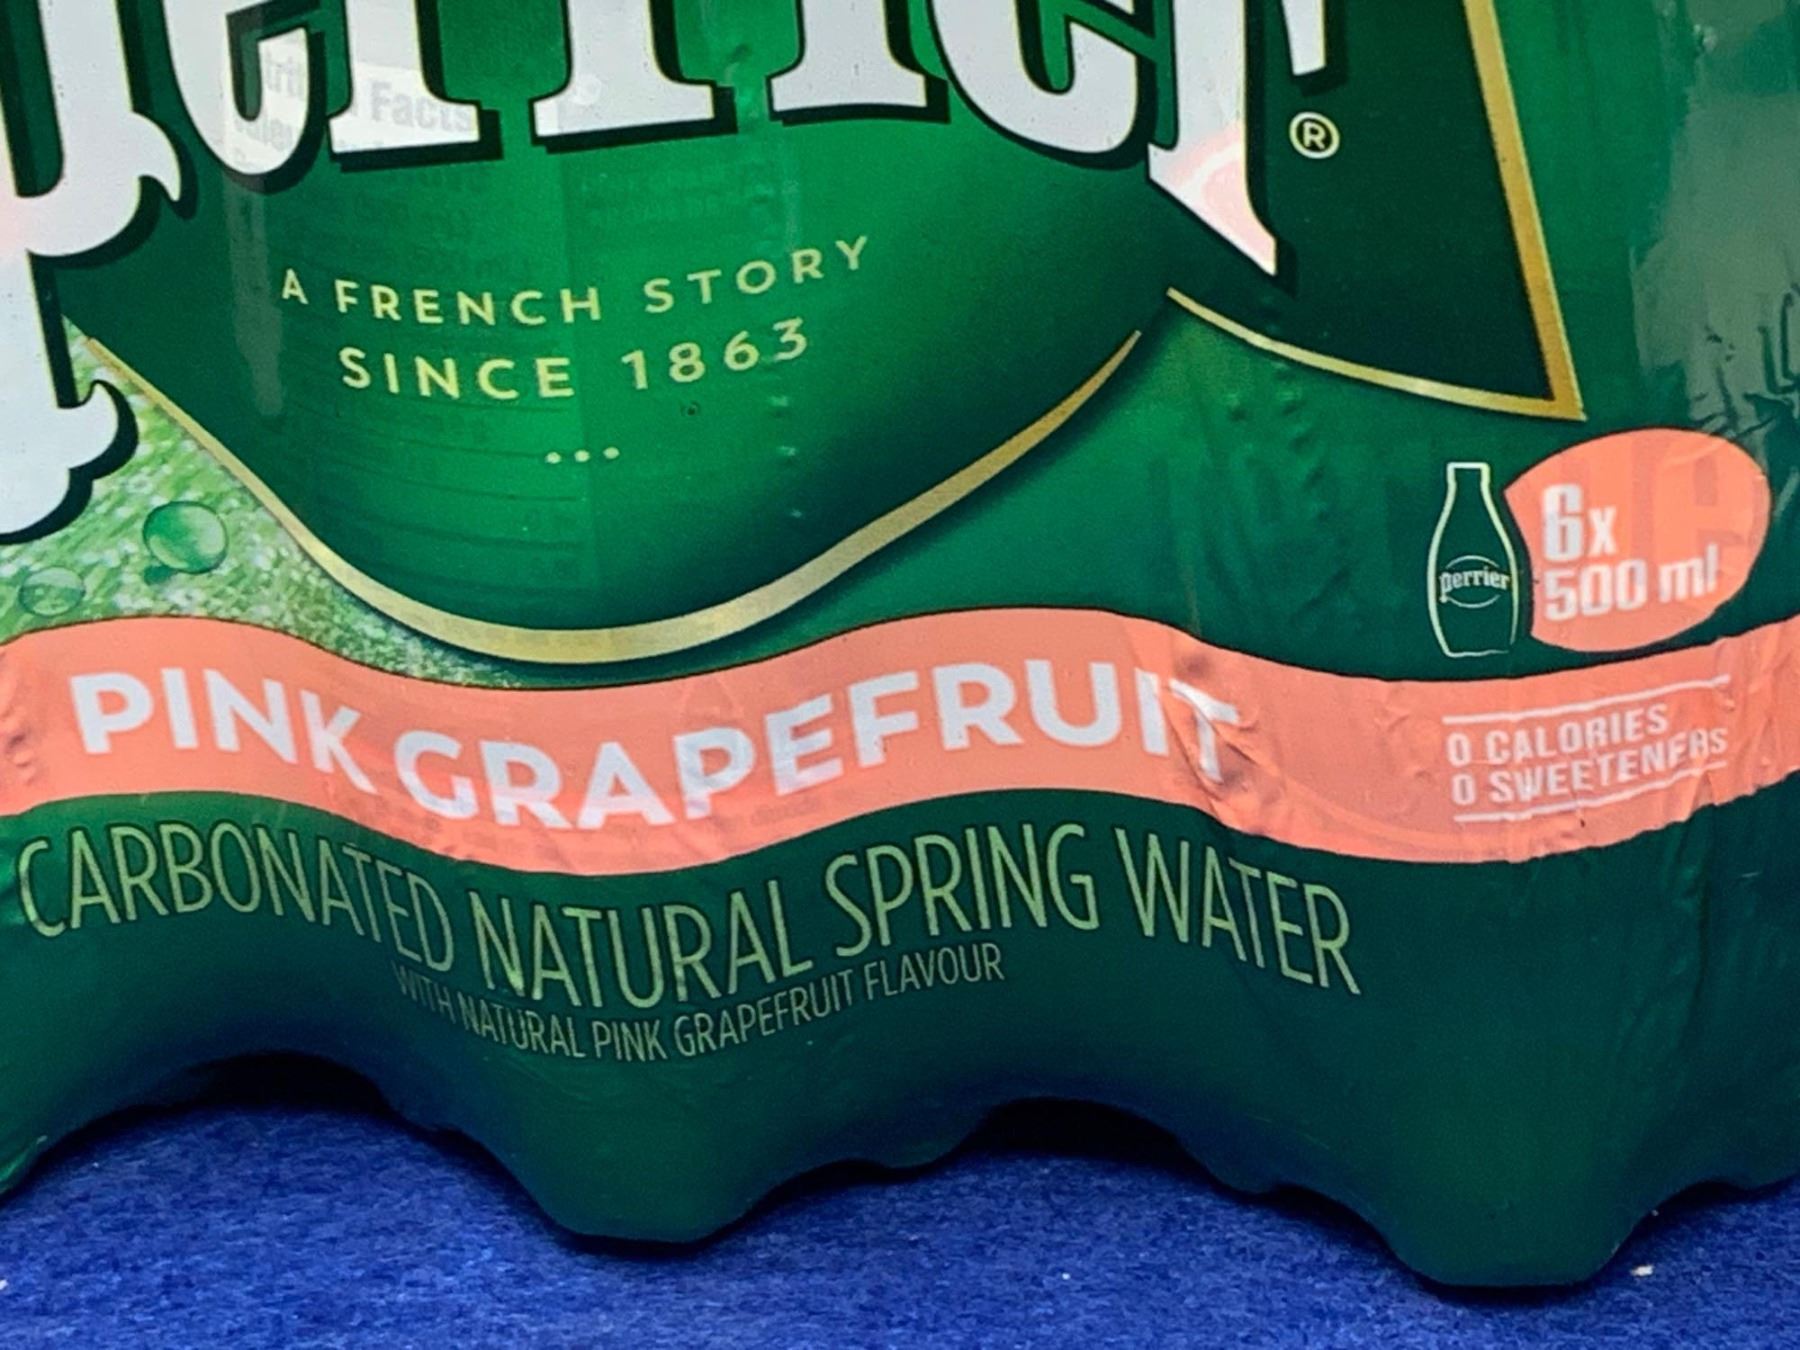 Perrier
®
A FRENCH STORY
SINCE 1863
...
perrier
6x
500 ml
PINK GRAPEFRUIT
0 CALORIES
0 SWEETENERS
CARBONATED NATURAL SPRING WATER
WITH NATURAL PINK GRAPEFRUIT FLAVOUR